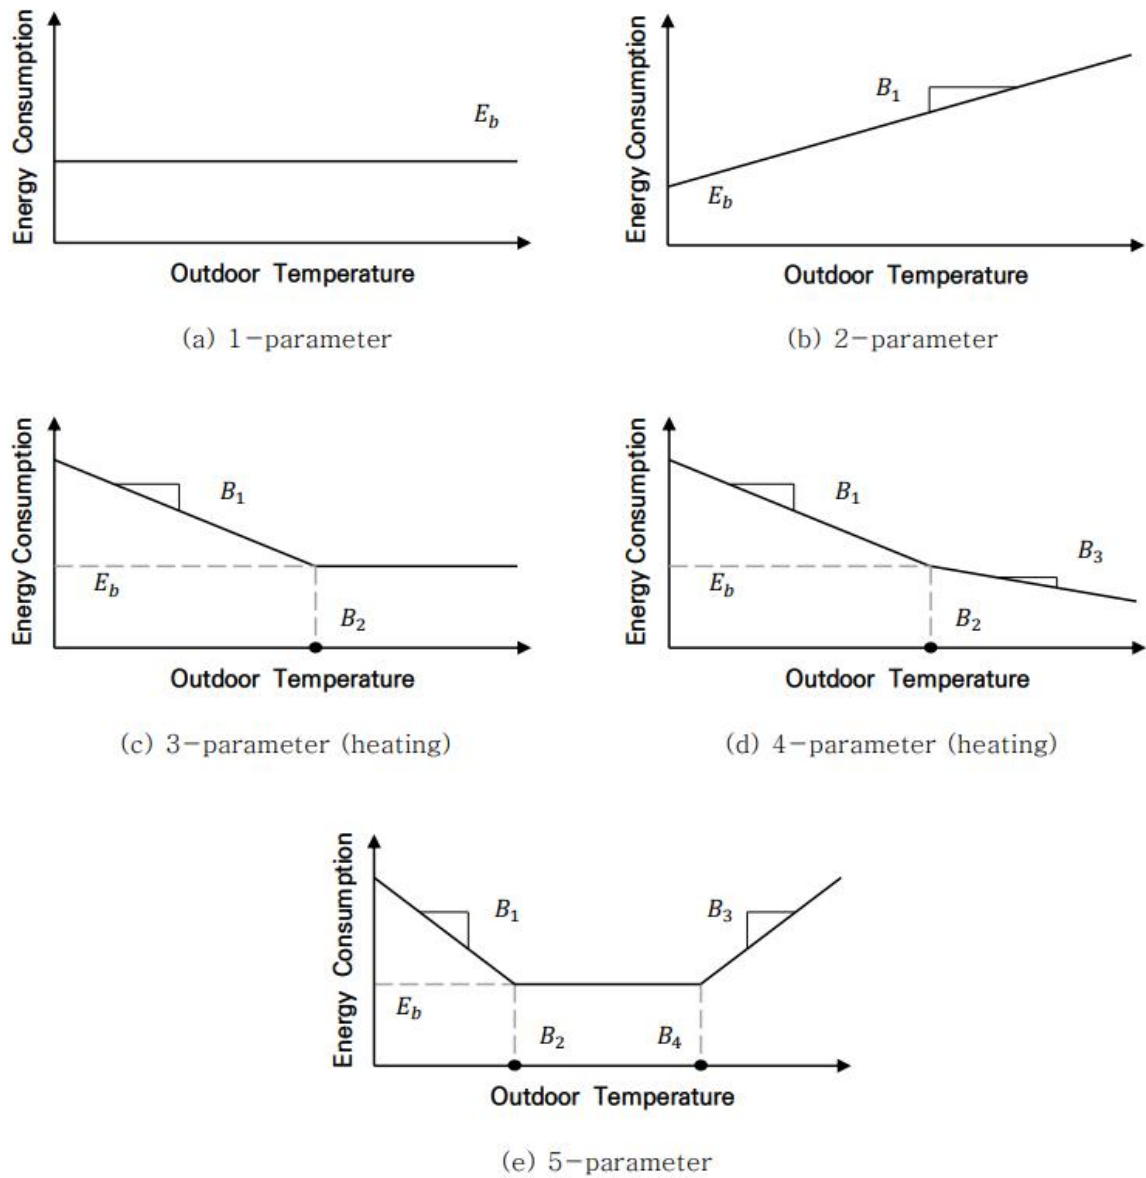 Energy Consumption
E_b
Outdoor Temperature
(a) 1-parameter
Energy Consumption
B_1
E_b
Outdoor Temperature
(b) 2-parameter
Energy Consumption
B_1
E_b
B_2
Outdoor Temperature
(c) 3-parameter (heating)
Energy Consumption
B_1
B_3
E_b
B_2
Outdoor Temperature
(d) 4-parameter (heating)
Energy Consumption
B_1
B_3
E_b
B_2
B_4
Outdoor Temperature
(e) 5-parameter